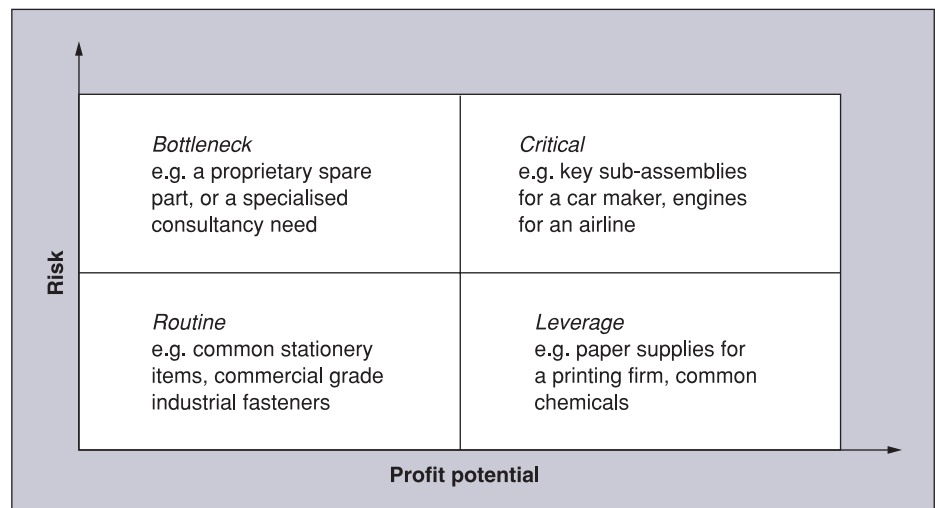 Bottleneck
e.g. a proprietary spare
part, or a specialised
consultancy need
Critical
e.g. key sub-assemblies
for a car maker, engines
for an airline
Risk
Routine
e.g. common stationery
items, commercial grade
industrial fasteners
Leverage
e.g. paper supplies for
a printing firm, common
chemicals
Profit potential